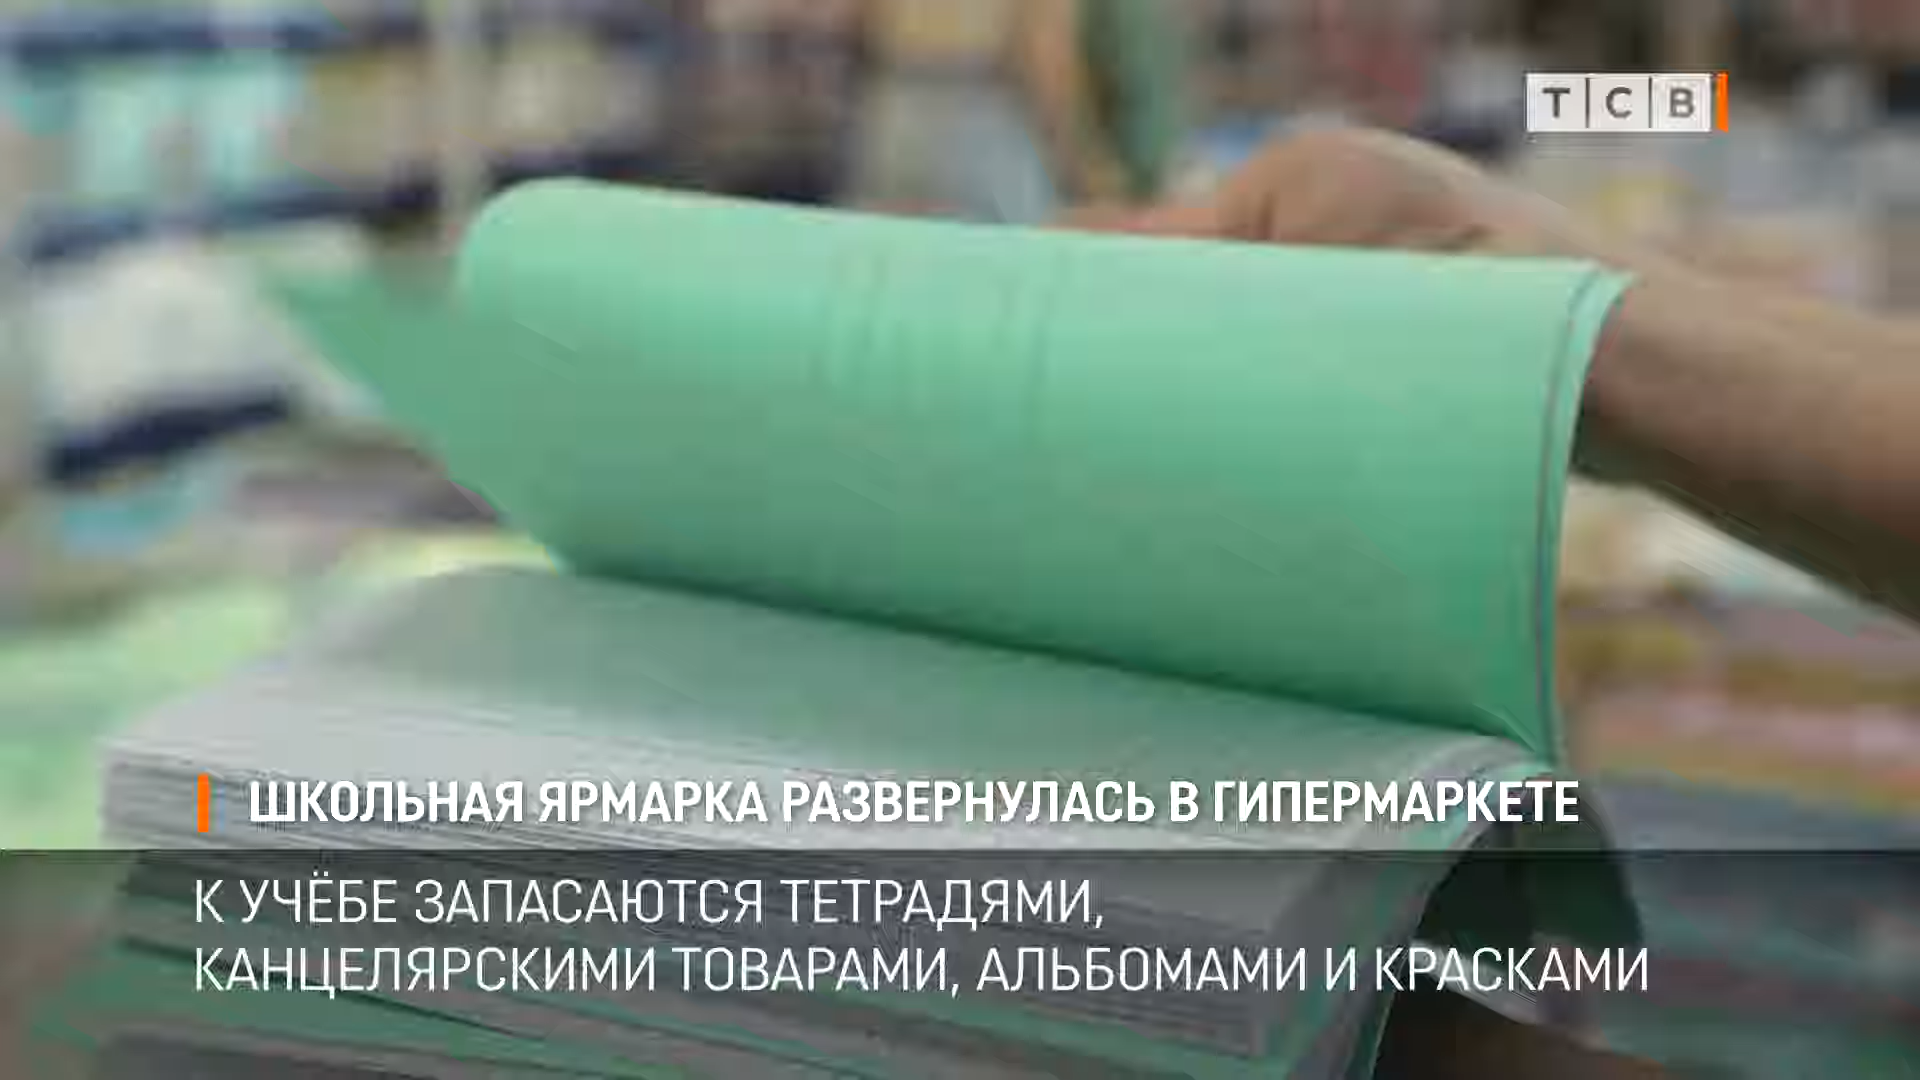 ТСВ
ШКОЛЬНАЯ ЯРМАРКА РАЗВЕРНУЛАСЬ В ГИПЕРМАРКЕТЕ
К УЧЁБЕ ЗАПАСАЮТСЯ ТЕТРАДЯМИ,
КАНЦЕЛЯРСКИМИ ТОВАРАМИ, АЛЬБОМАМИ И КРАСКАМИ